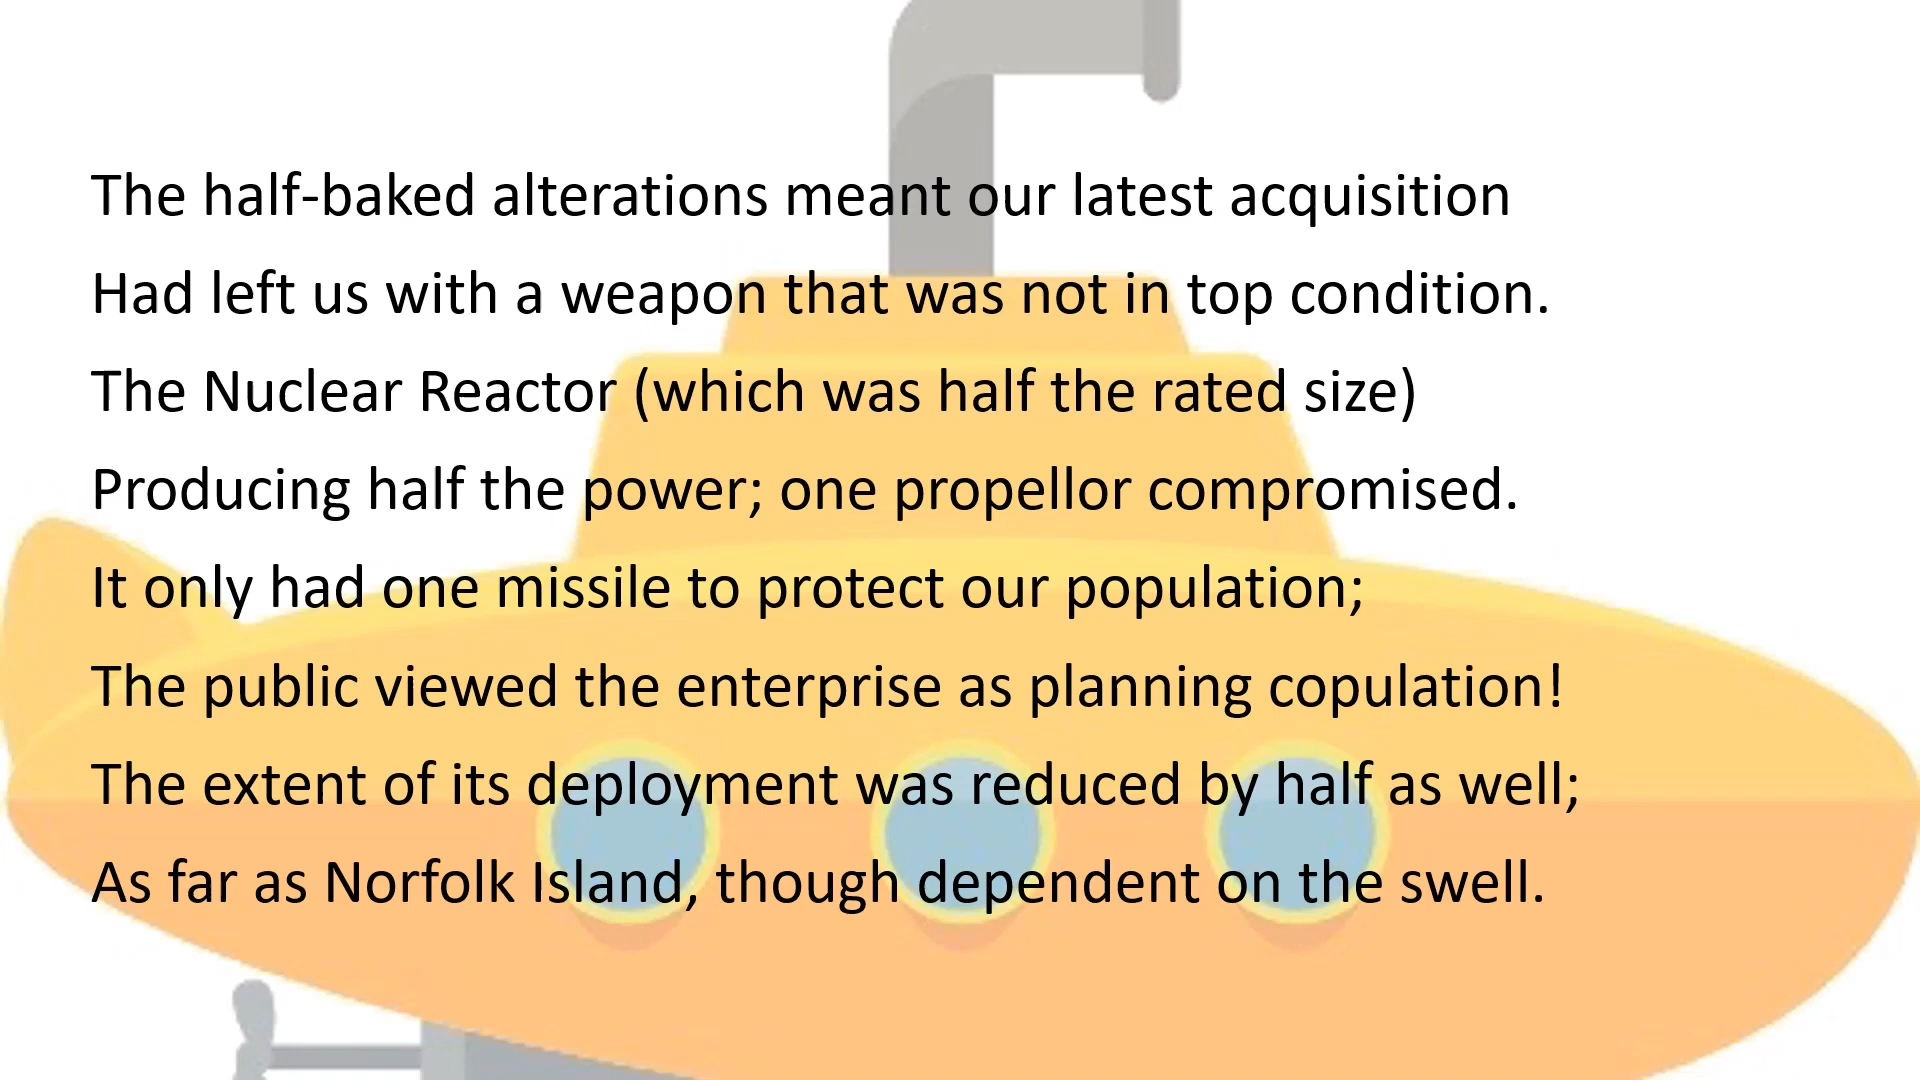 The half-baked alterations meant our latest acquisition
Had left us with a weapon that was not in top condition.
The Nuclear Reactor (which was half the rated size)
Producing half the power; one propellor compromised.
It only had one missile to protect our population;
The public viewed the enterprise as planning copulation!
The extent of its deployment was reduced by half as well;
As far as Norfolk Island, though dependent on the swell.